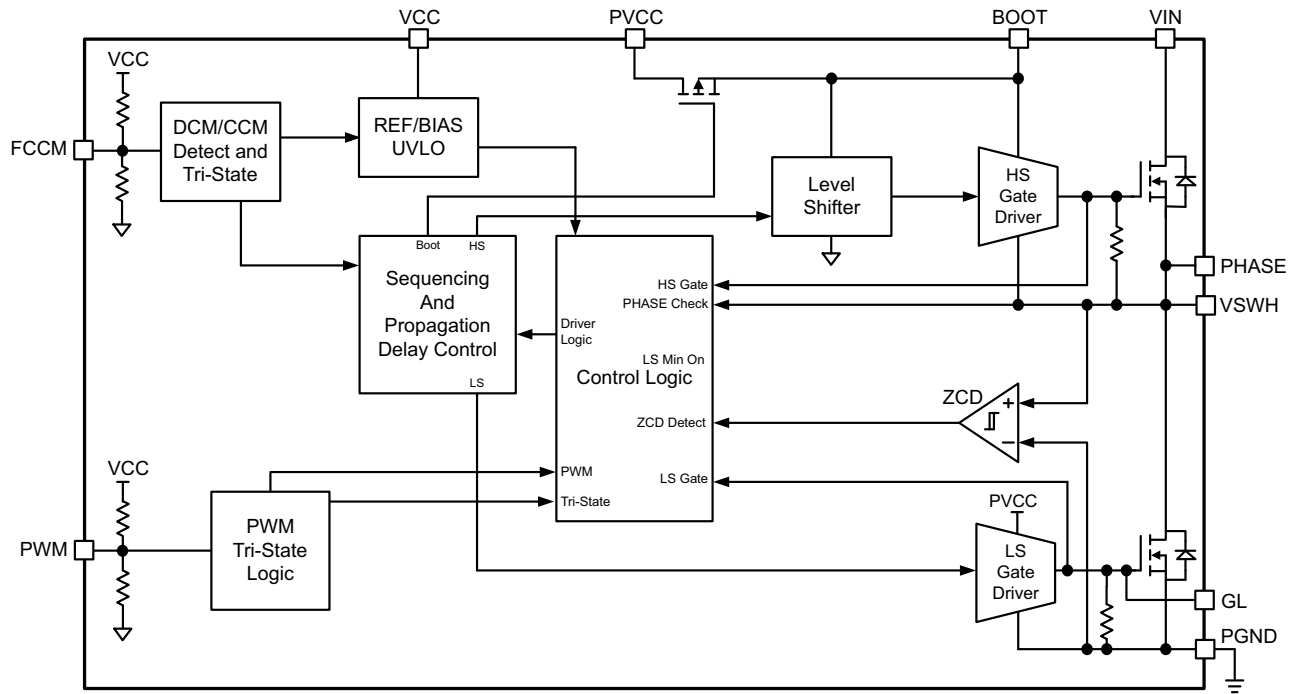 VCC
PVCC
BOOT
VIN
VCC
FCCM
DCM/CCM
Detect and
Tri-State
REF/BIAS
UVLO
Level
Shifter
HS
Gate
Driver
Boot
HS
Sequencing
And
Propagation
Delay Control
LS
HS Gate
PHASE Check
Driver
Logic
LS Min On
Control Logic
ZCD Detect
LS Gate
PWM
Tri-State
PHASE
VSWH
ZCD
+
−
VCC
PWM
PWM
Tri-State
Logic
PVCC
LS
Gate
Driver
GL
PGND